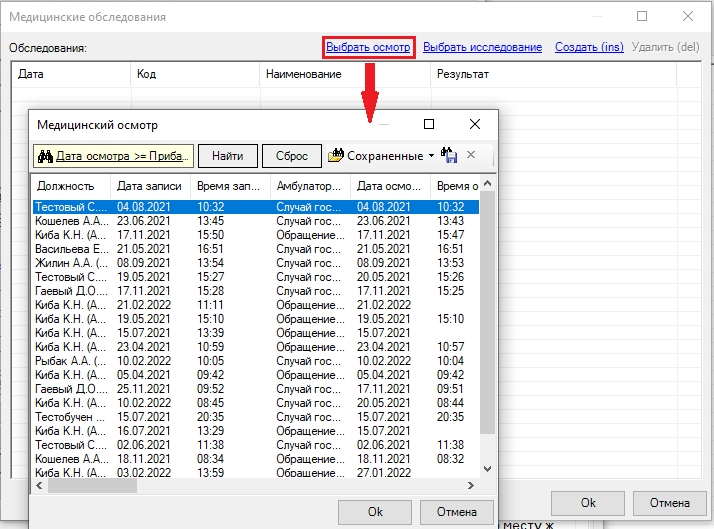 Медицинские обследования
Обследования: Выбрать осмотр Выбрать исследование Создать (ins) Удалить (del)
Дата Код Наименование Результат
Медицинский осмотр
Дата осмотра >= Приба... Найти Сброс Сохраненные
Должность Дата записи Время зап... Амбулатор... Дата осмо... Время о
Тестовый С.... 04.08.2021 10:32 Случай гос... 04.08.2021 10:32
Кошелев А.А... 23.06.2021 13:45 Случай гос... 23.06.2021 13:43
Киба К.Н. (А... 17.11.2021 15:50 Обращение... 17.11.2021 15:47
Васильева Е... 21.05.2021 16:51 Случай гос... 21.05.2021 16:51
Жилин А.А. (... 08.09.2021 13:54 Случай гос... 08.09.2021 13:53
Тестовый С.... 19.05.2021 15:27 Случай гос... 20.05.2021 15:26
Гаевый Д.О.... 17.11.2021 15:28 Случай гос... 17.11.2021 15:25
Киба К.Н. (А... 21.02.2022 11:11 Обращение... 21.02.2022
Киба К.Н. (А... 19.05.2021 15:10 Случай гос... 19.05.2021 15:10
Киба К.Н. (А... 15.07.2021 13:39 Обращение... 15.07.2021
Киба К.Н. (А... 23.04.2021 10:59 Обращение... 23.04.2021 10:57
Рыбак А.А. (... 10.02.2022 10:05 Случай гос... 10.02.2022 10:04
Киба К.Н. (А... 05.04.2021 09:42 Случай гос... 05.04.2021 09:42
Гаевый Д.О.... 25.11.2021 09:52 Случай гос... 17.11.2021 09:51
Киба К.Н. (А... 10.02.2022 08:45 Случай гос... 20.05.2021 08:44
Тестобучен ... 15.07.2021 20:35 Случай гос... 15.07.2021 20:35
Киба К.Н. (А... 16.07.2021 13:29 Случай гос... 15.07.2021
Тестовый С.... 02.06.2021 11:38 Случай гос... 02.06.2021 11:38
Кошелев А.А... 18.11.2021 08:34 Обращение... 18.11.2021 08:32
Киба К.Н. (А... 03.02.2022 13:59 Обращение... 27.01.2022
Ok Отмена
Ok Отмена
месту ж